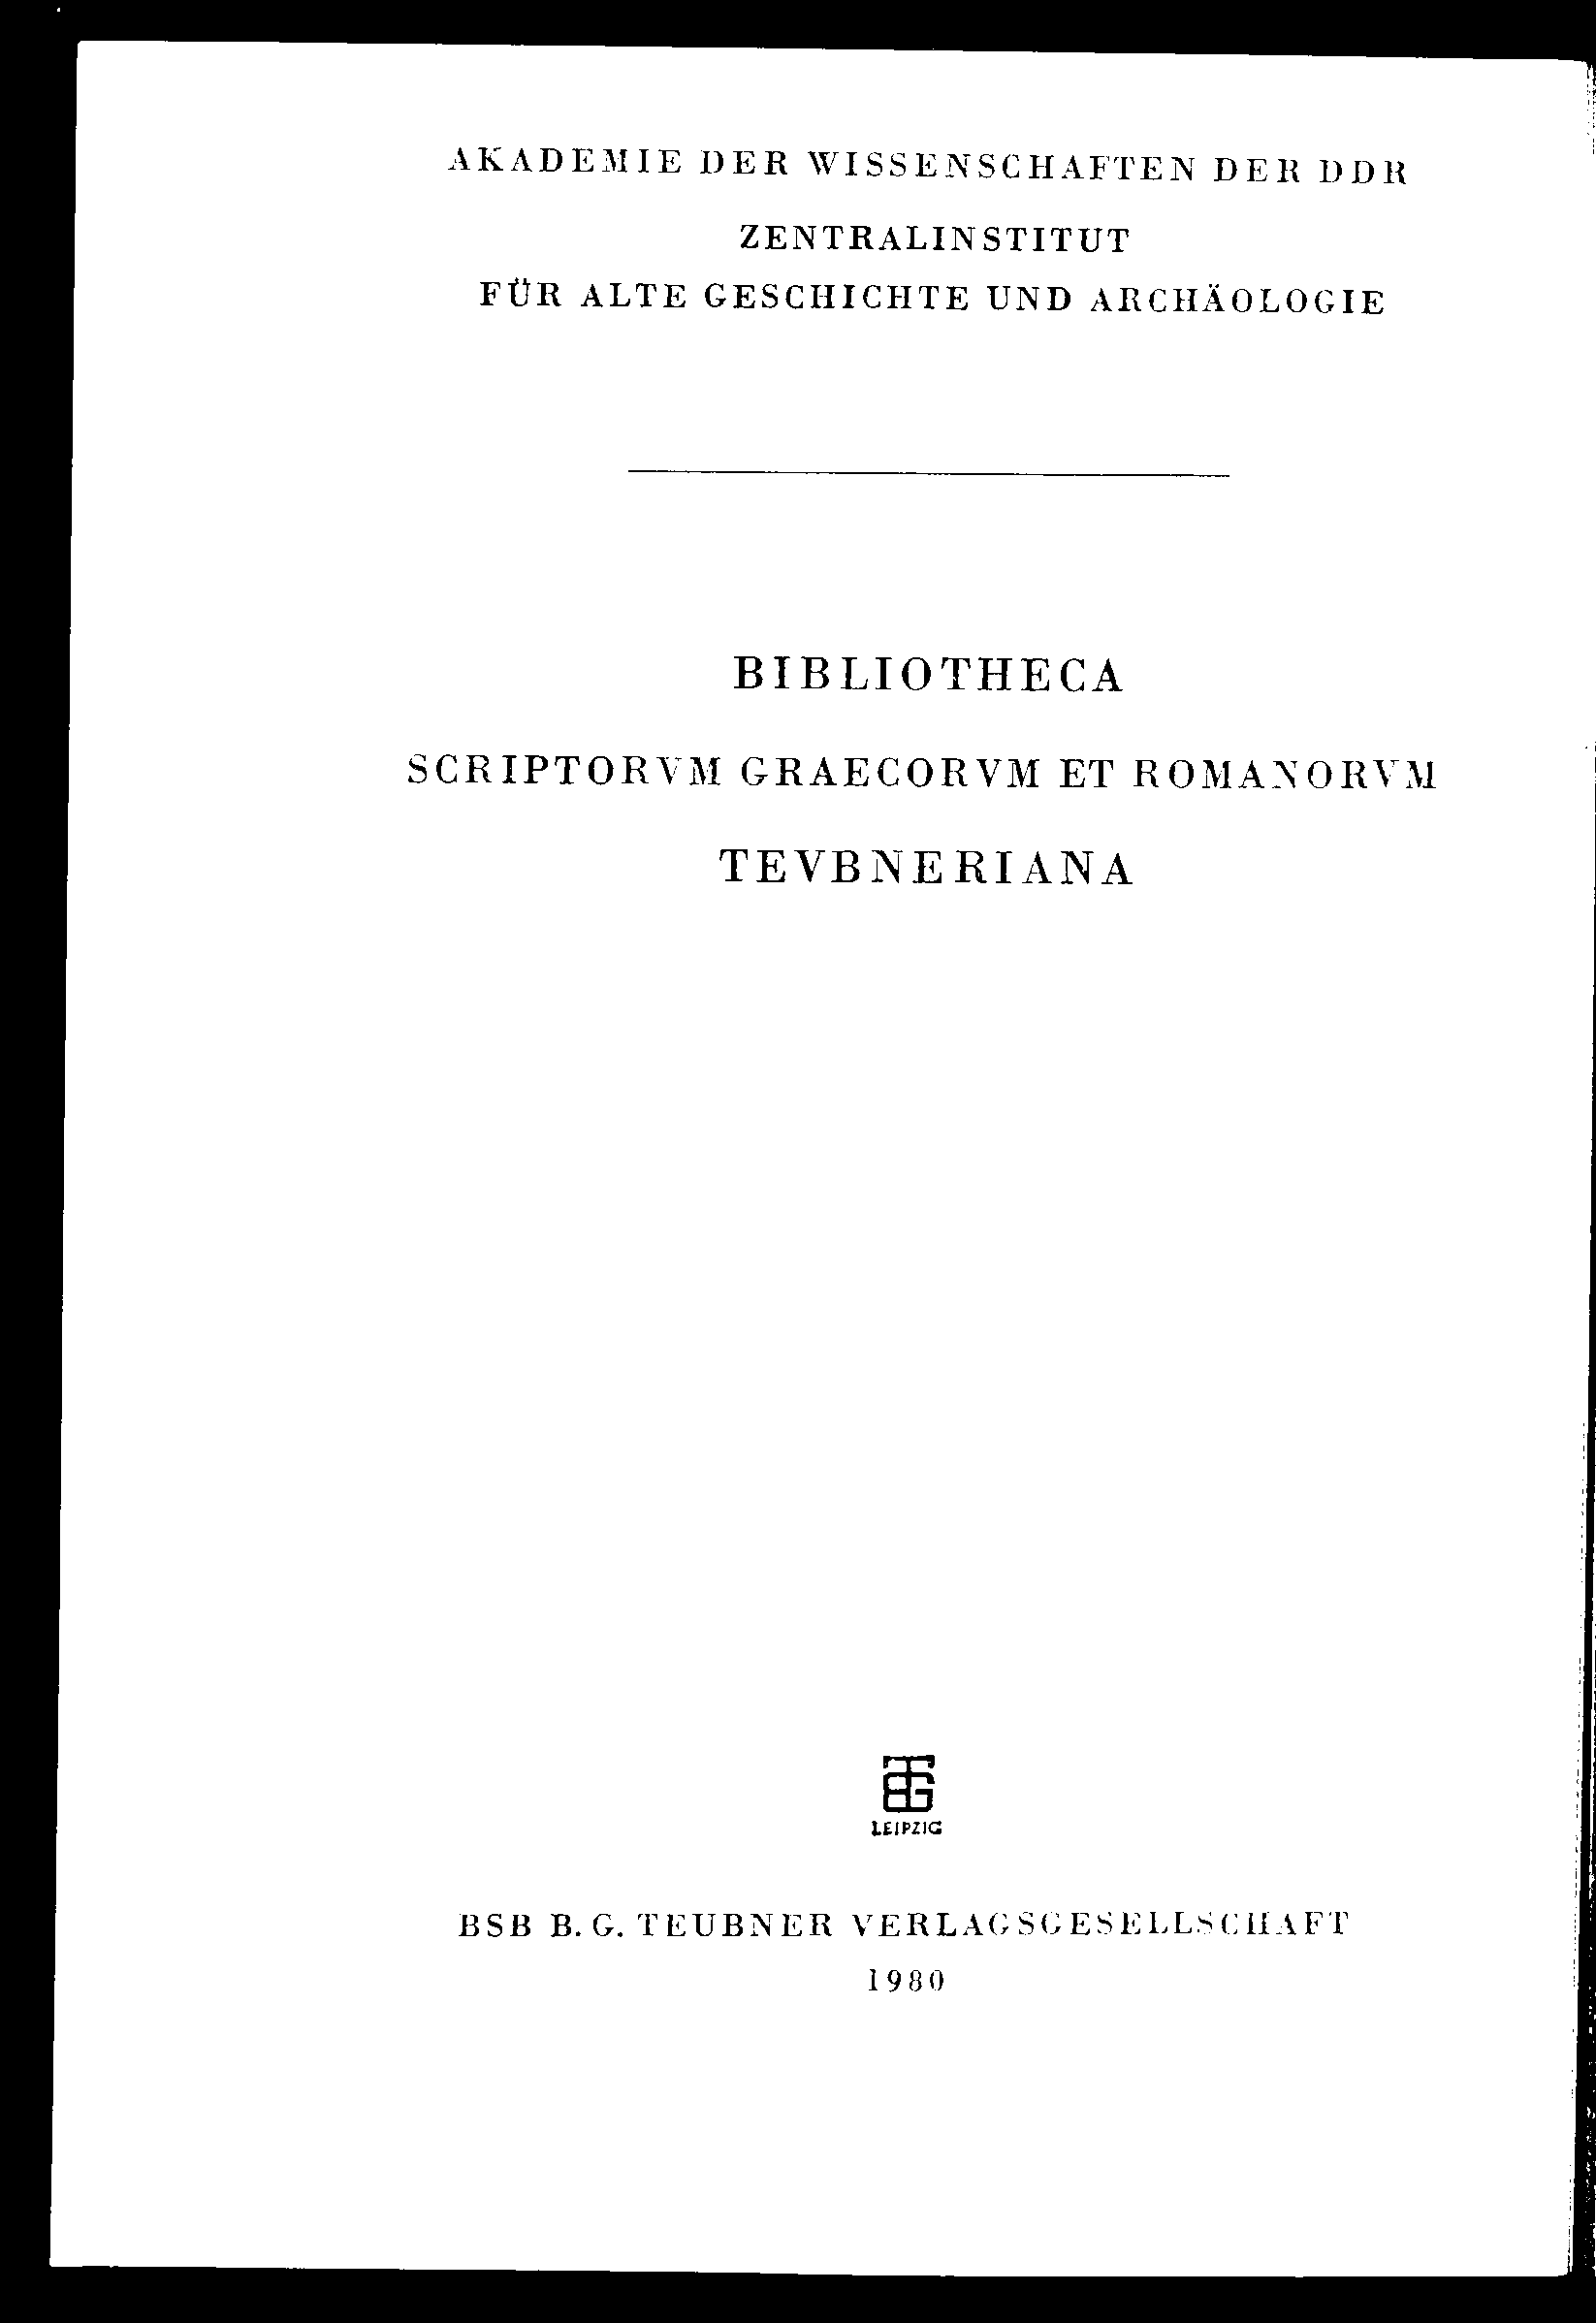 AKADEMIE DER WISSENSCHAFTEN DER DDR
ZENTRALINSTITUT
FÜR ALTE GESCHICHTE UND ARCHÄOLOGIE
BIBLIOTHECA
SCRIPTORVM GRAECORVM ET ROMANORVM
TEVBNERIANA
LEIPZIG
BSB B. G. TEUBNER VERLAGSGESELLSCHAFT
1980